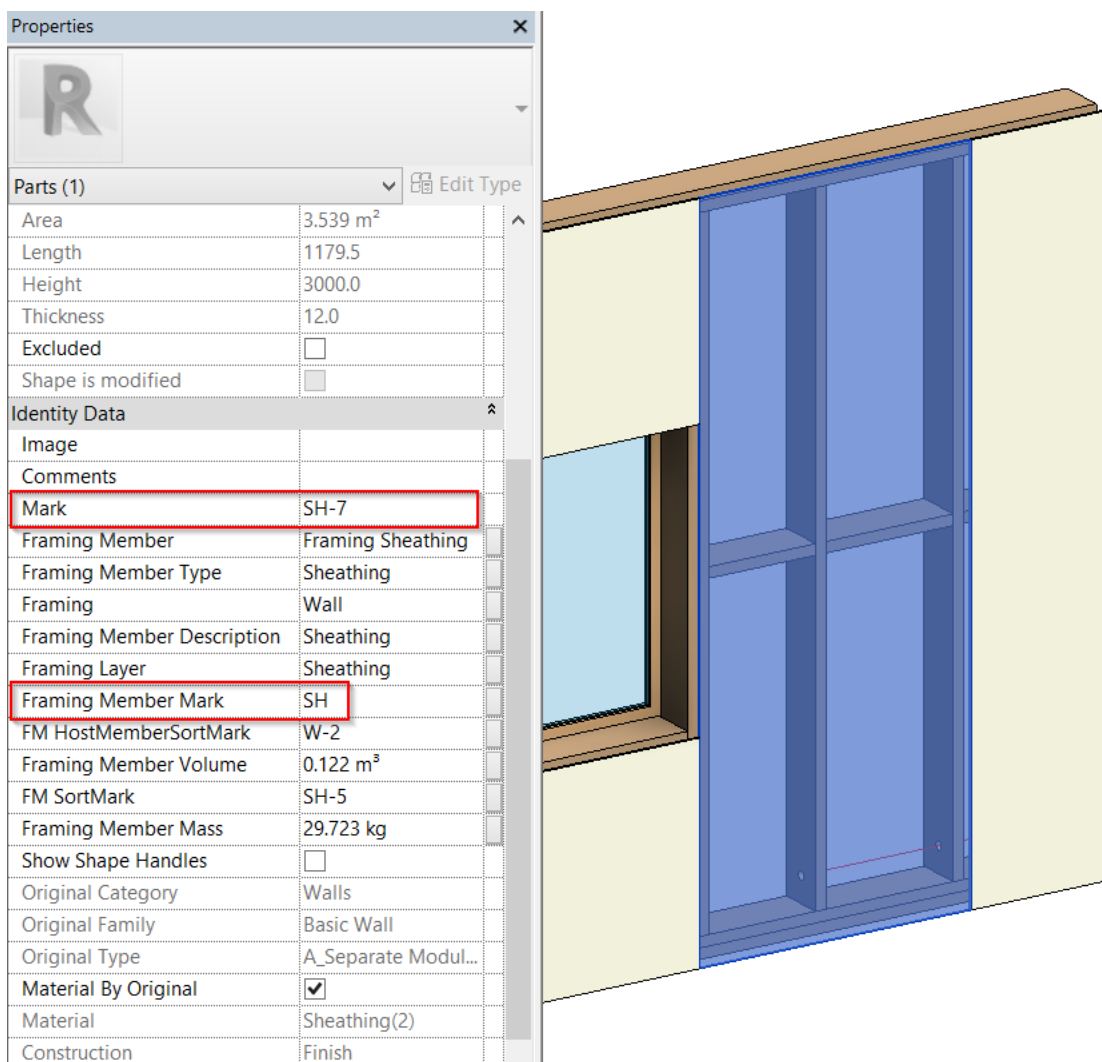 Properties
R
Parts (1) Edit Type
Area 3.539 m²
Length 1179.5
Height 3000.0
Thickness 12.0
Excluded
Shape is modified
Identity Data
Image
Comments
Mark SH-7
Framing Member Framing Sheathing
Framing Member Type Sheathing
Framing Wall
Framing Member Description Sheathing
Framing Layer Sheathing
Framing Member Mark SH
FM HostMemberSortMark W-2
Framing Member Volume 0.122 m³
FM SortMark SH-5
Framing Member Mass 29.723 kg
Show Shape Handles
Original Category Walls
Original Family Basic Wall
Original Type A_Separate Modul...
Material By Original
Material Sheathing(2)
Construction Finish